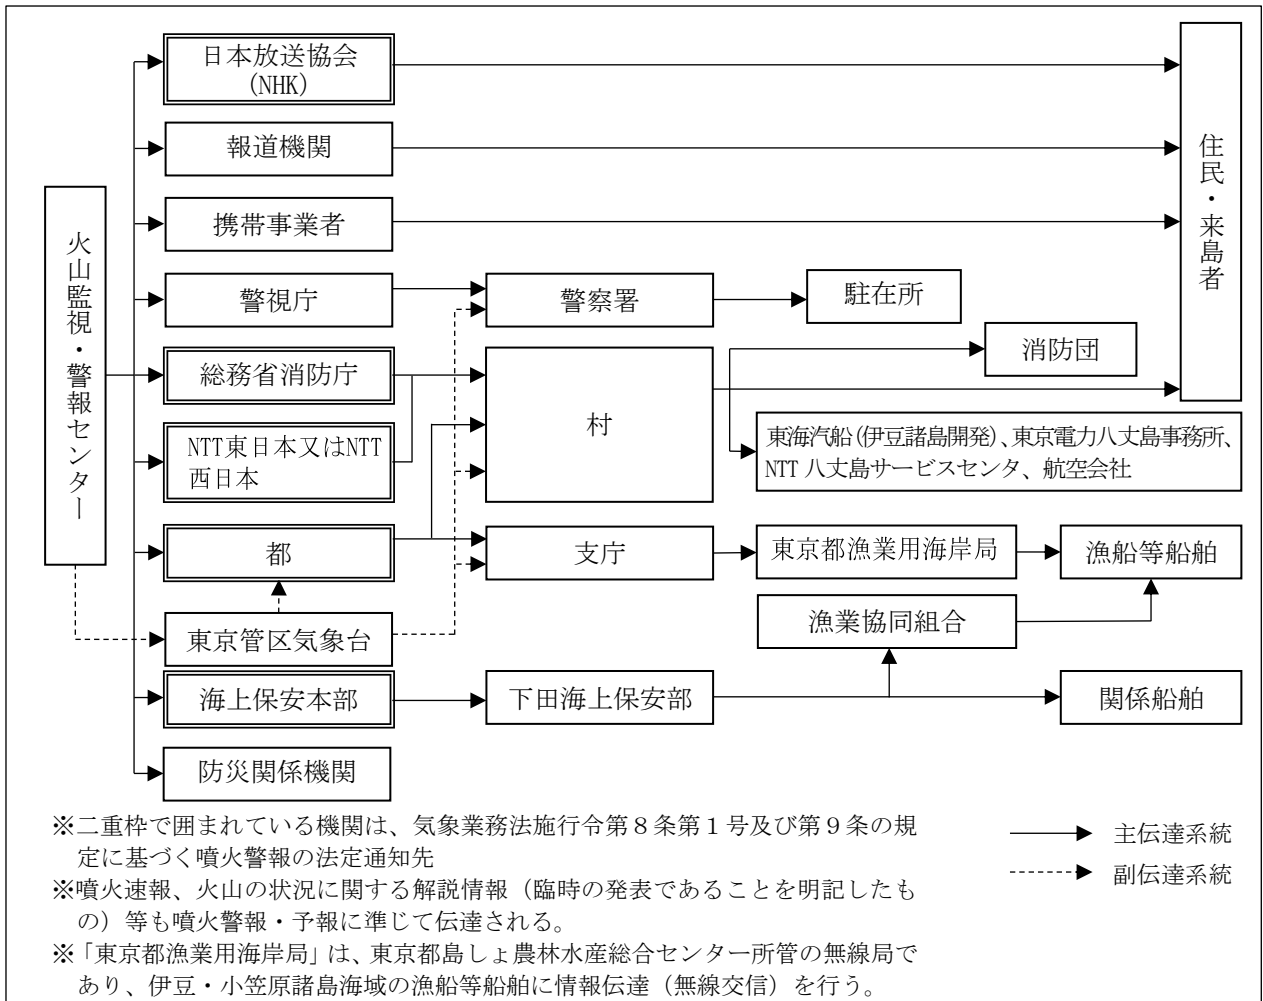 日本放送協会
(NHK)
報道機関
携帯事業者
警視庁
警察署
駐在所
住民・来島者
火山監視・警報センター
総務省消防庁
消防団
村
NTT東日本又はNTT
西日本
東海汽船(伊豆諸島開発)、東京電力八丈島事務所、
NTT 八丈島サービスセンタ、航空会社
都
支庁
東京都漁業用海岸局
漁船等船舶
東京管区気象台
漁業協同組合
海上保安本部
下田海上保安部
関係船舶
防災関係機関
※二重枠で囲まれている機関は、気象業務法施行令第8条第1号及び第9条の規
定に基づく噴火警報の法定通知先
※噴火速報、火山の状況に関する解説情報（臨時の発表であることを明記したも
の）等も噴火警報・予報に準じて伝達される。
※「東京都漁業用海岸局」は、東京都島しょ農林水産総合センター所管の無線局で
あり、伊豆・小笠原諸島海域の漁船等船舶に情報伝達（無線交信）を行う。
主伝達系統
副伝達系統